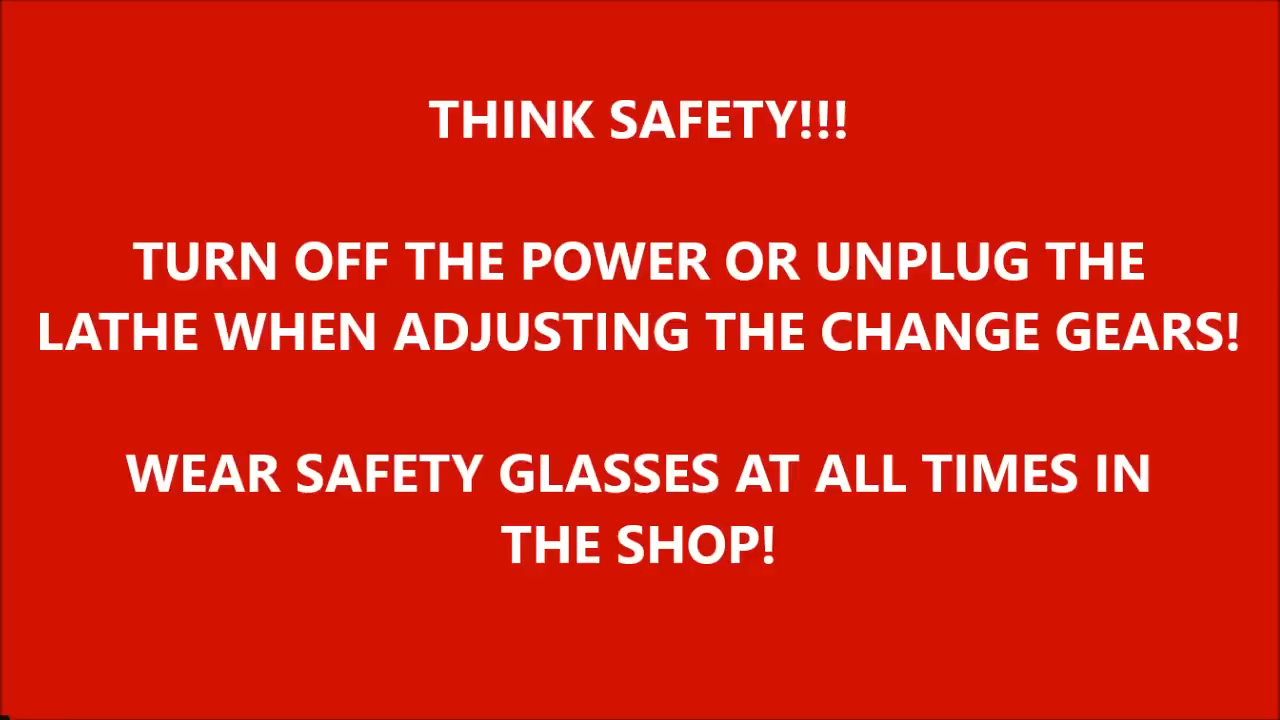 THINK SAFETY!!!
TURN OFF THE POWER OR UNPLUG THE
LATHE WHEN ADJUSTING THE CHANGE GEARS!
WEAR SAFETY GLASSES AT ALL TIMES IN
THE SHOP!